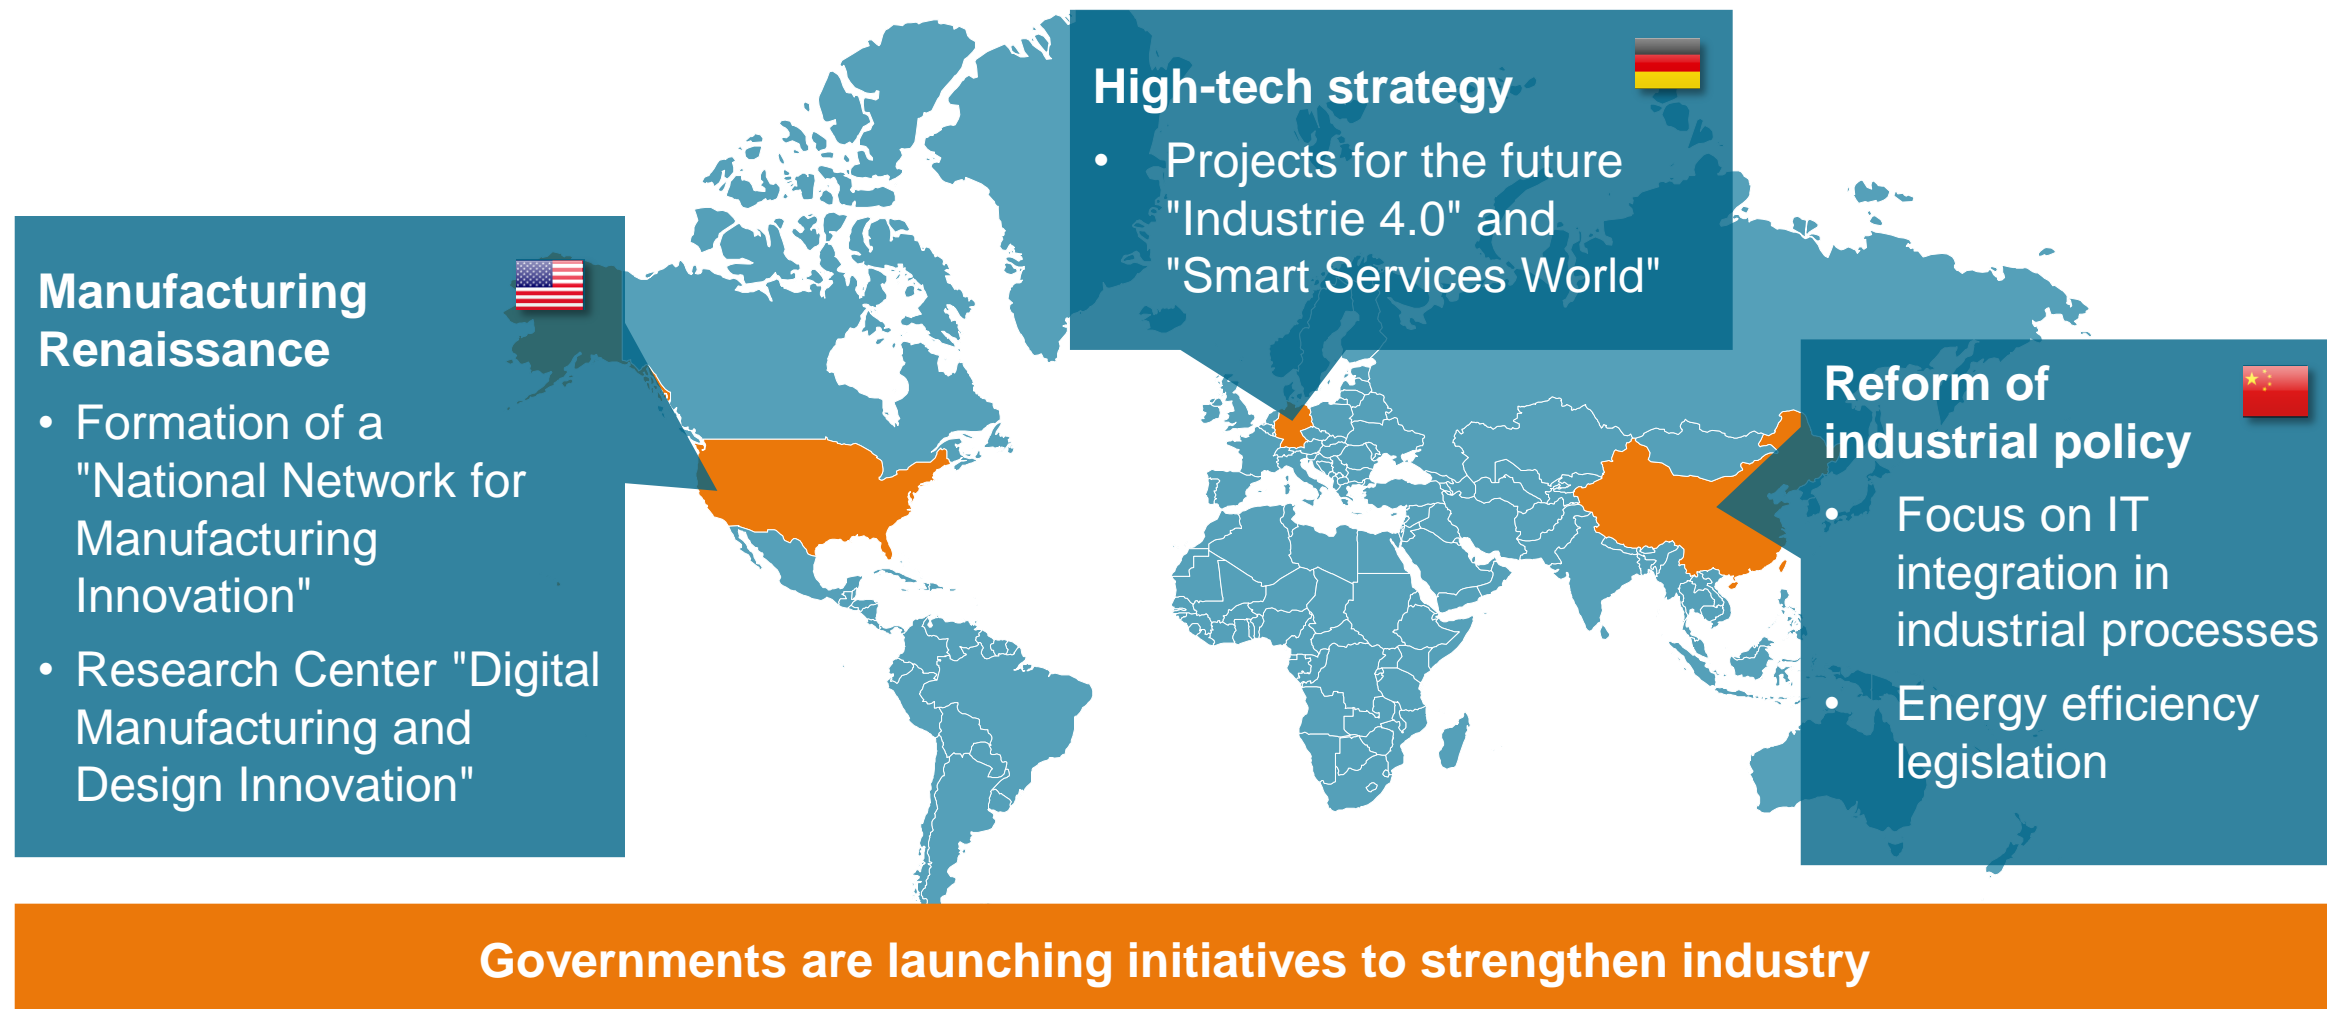 Manufacturing
Renaissance
• Formation of a
"National Network for
Manufacturing
Innovation"
• Research Center "Digital
Manufacturing and
Design Innovation"
High-tech strategy
• Projects for the future
"Industrie 4.0" and
"Smart Services World"
Reform of
industrial policy
• Focus on IT
integration in
industrial processes
• Energy efficiency
legislation
Governments are launching initiatives to strengthen industry